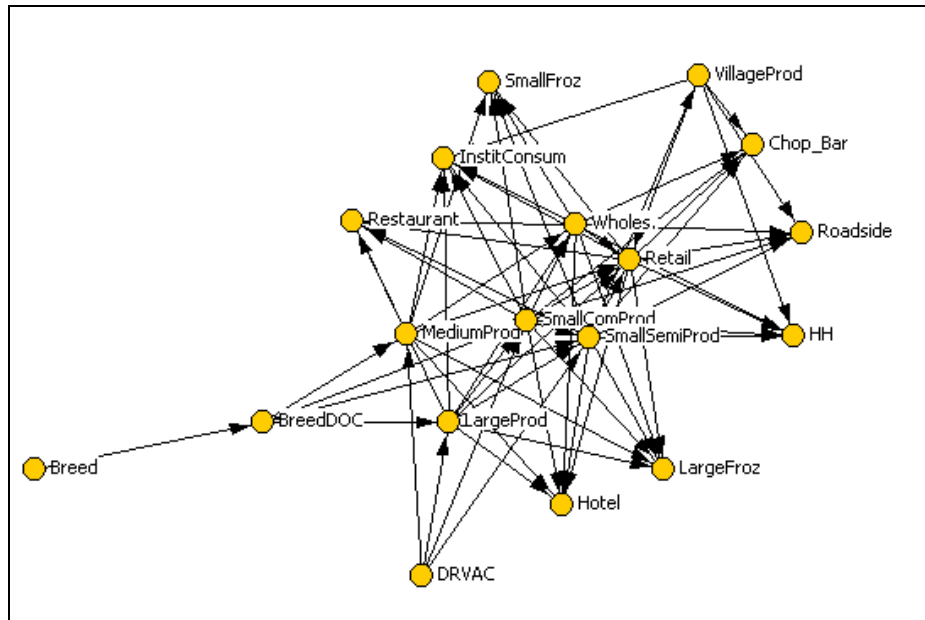 SmallFroz
VillageProd
Chop_Bar
InstitConsum
Restaurant
Wholes.
Roadside
Retail
SmallComProd
MediumProd
SmallSemiProd
HH
BreedDOC
LargeProd
Breed
LargeFroz
Hotel
DRVAC